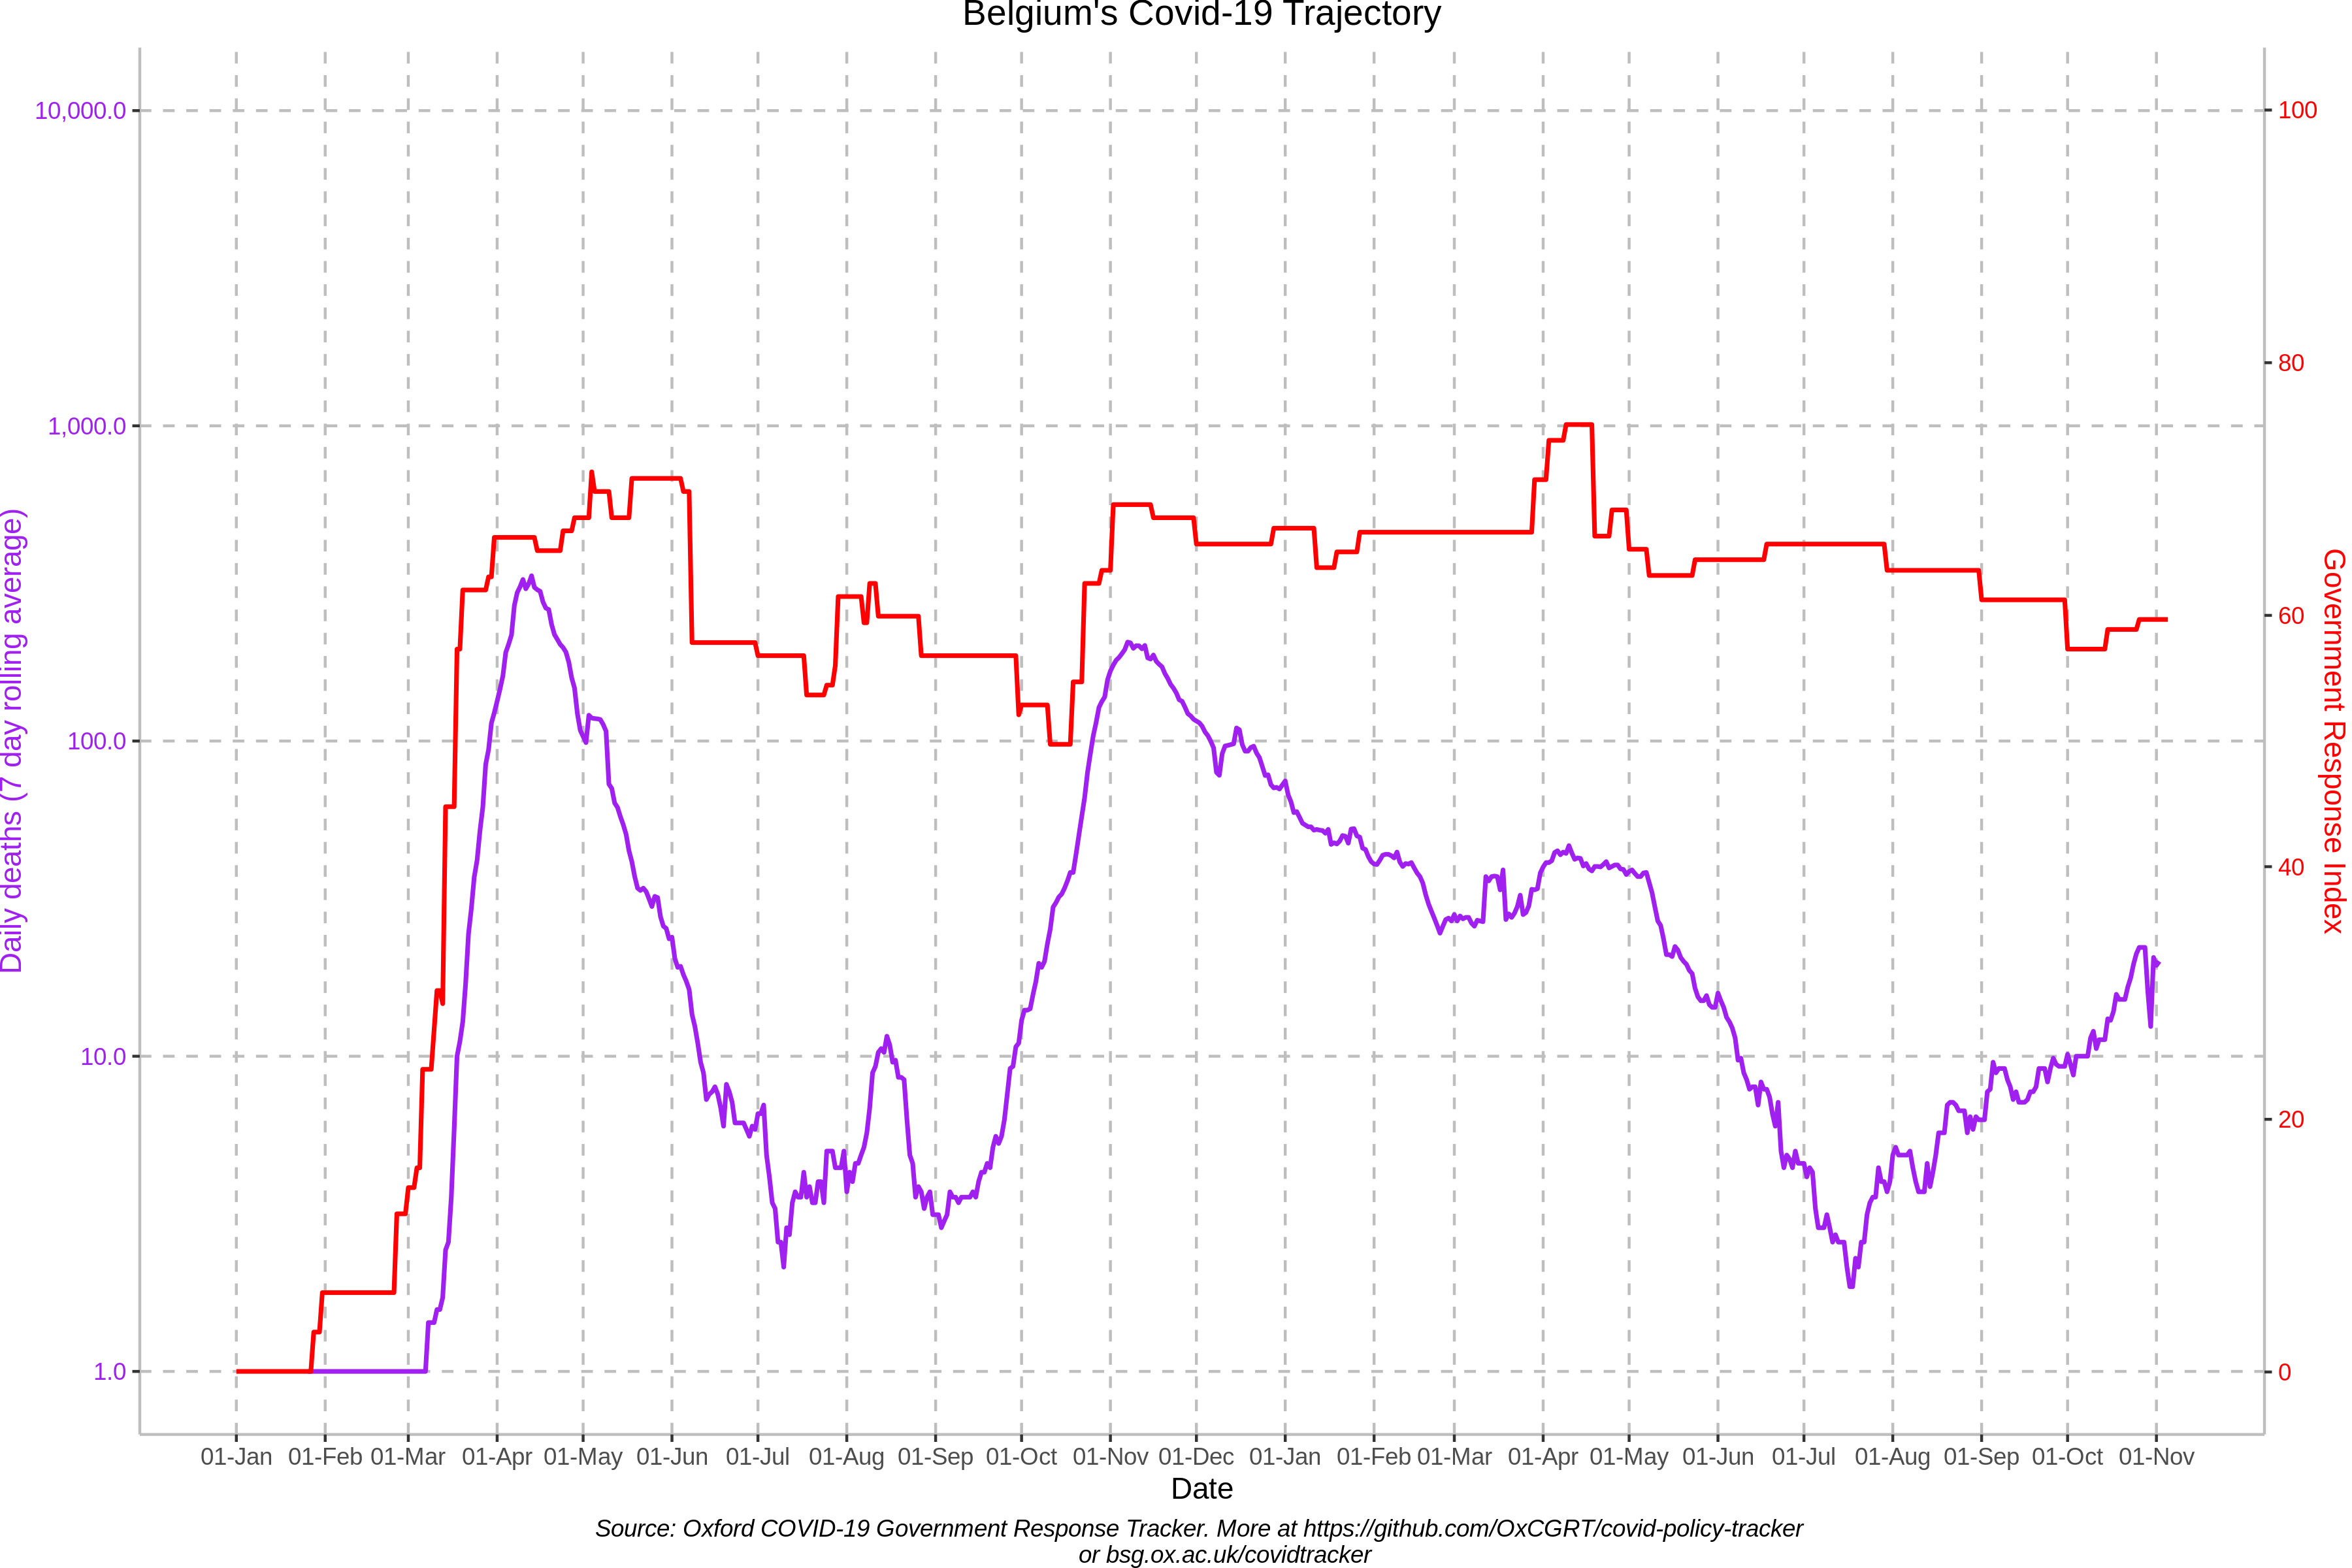 Belgium's Covid-19 Trajectory
10,000.0
1,000.0
100.0
10.0
1.0
Daily deaths (7 day rolling average)
100
80
60
40
20
0
Government Response Index
01-Jan 01-Feb 01-Mar 01-Apr 01-May 01-Jun 01-Jul 01-Aug 01-Sep 01-Oct 01-Nov 01-Dec 01-Jan 01-Feb 01-Mar 01-Apr 01-May 01-Jun 01-Jul 01-Aug 01-Sep 01-Oct 01-Nov
Date
Source: Oxford COVID-19 Government Response Tracker. More at https://github.com/OxCGRT/covid-policy-tracker
or bsg.ox.ac.uk/covidtracker